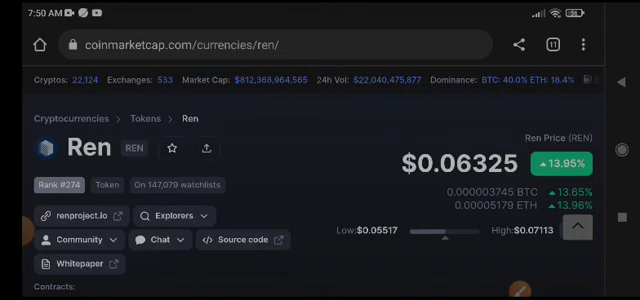 7:50 AM
coinmarketcap.com/currencies/ren/
11
Cryptos: 22,124 Exchanges: 533 Market Cap: $812,368,964,565 24h Vol: $22,040,475,877 Dominance: BTC: 40.0% ETH: 18.4%
Cryptocurrencies > Tokens > Ren
Ren REN
Rank #274 Token On 147,079 watchlists
renproject.io Explorers
Community Chat Source code
Whitepaper
Contracts:
Ren Price (REN)
$0.06325 13.95%
0.000003745 BTC 13.65%
0.00005179 ETH 13.96%
Low:$0.05517 High:$0.07113